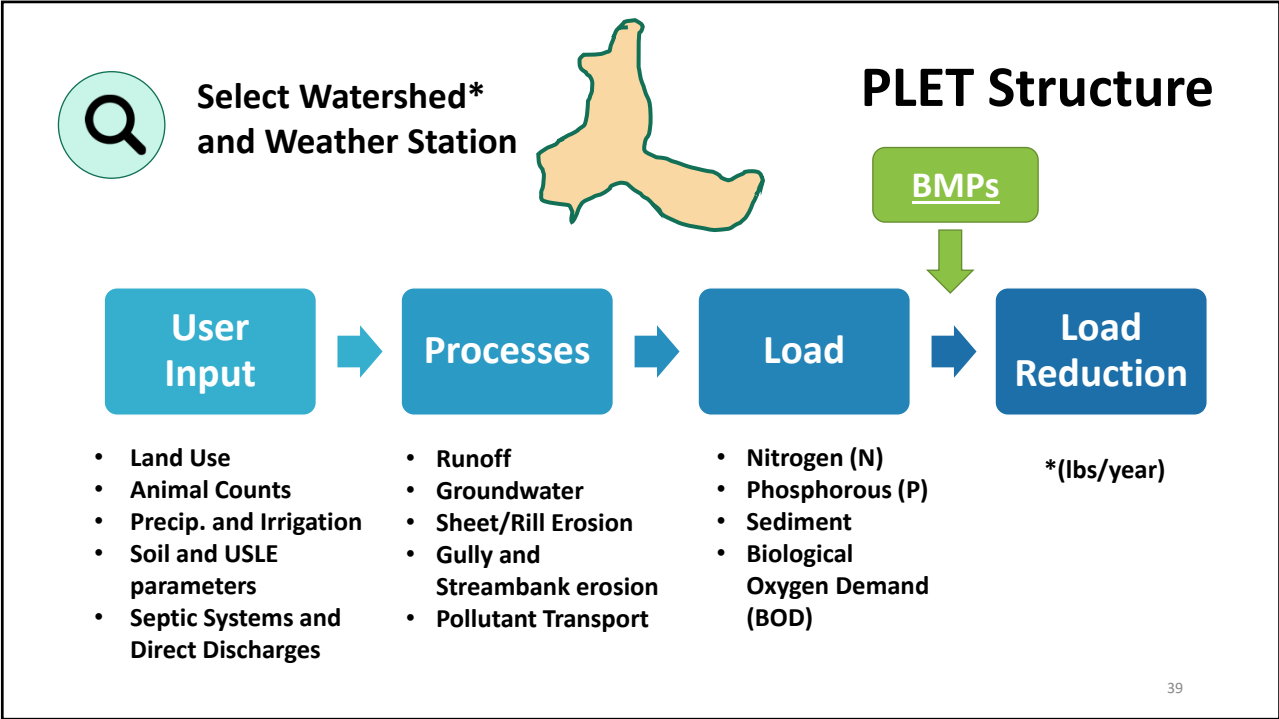 Select Watershed*
and Weather Station
PLET Structure
BMPs
User
Input
Processes
Load
Load
Reduction
• Land Use
• Animal Counts
• Precip. and Irrigation
• Soil and USLE
parameters
• Septic Systems and
Direct Discharges
• Runoff
• Groundwater
• Sheet/Rill Erosion
• Gully and
Streambank erosion
• Pollutant Transport
• Nitrogen (N)
• Phosphorous (P)
• Sediment
• Biological
Oxygen Demand
(BOD)
*(lbs/year)
39